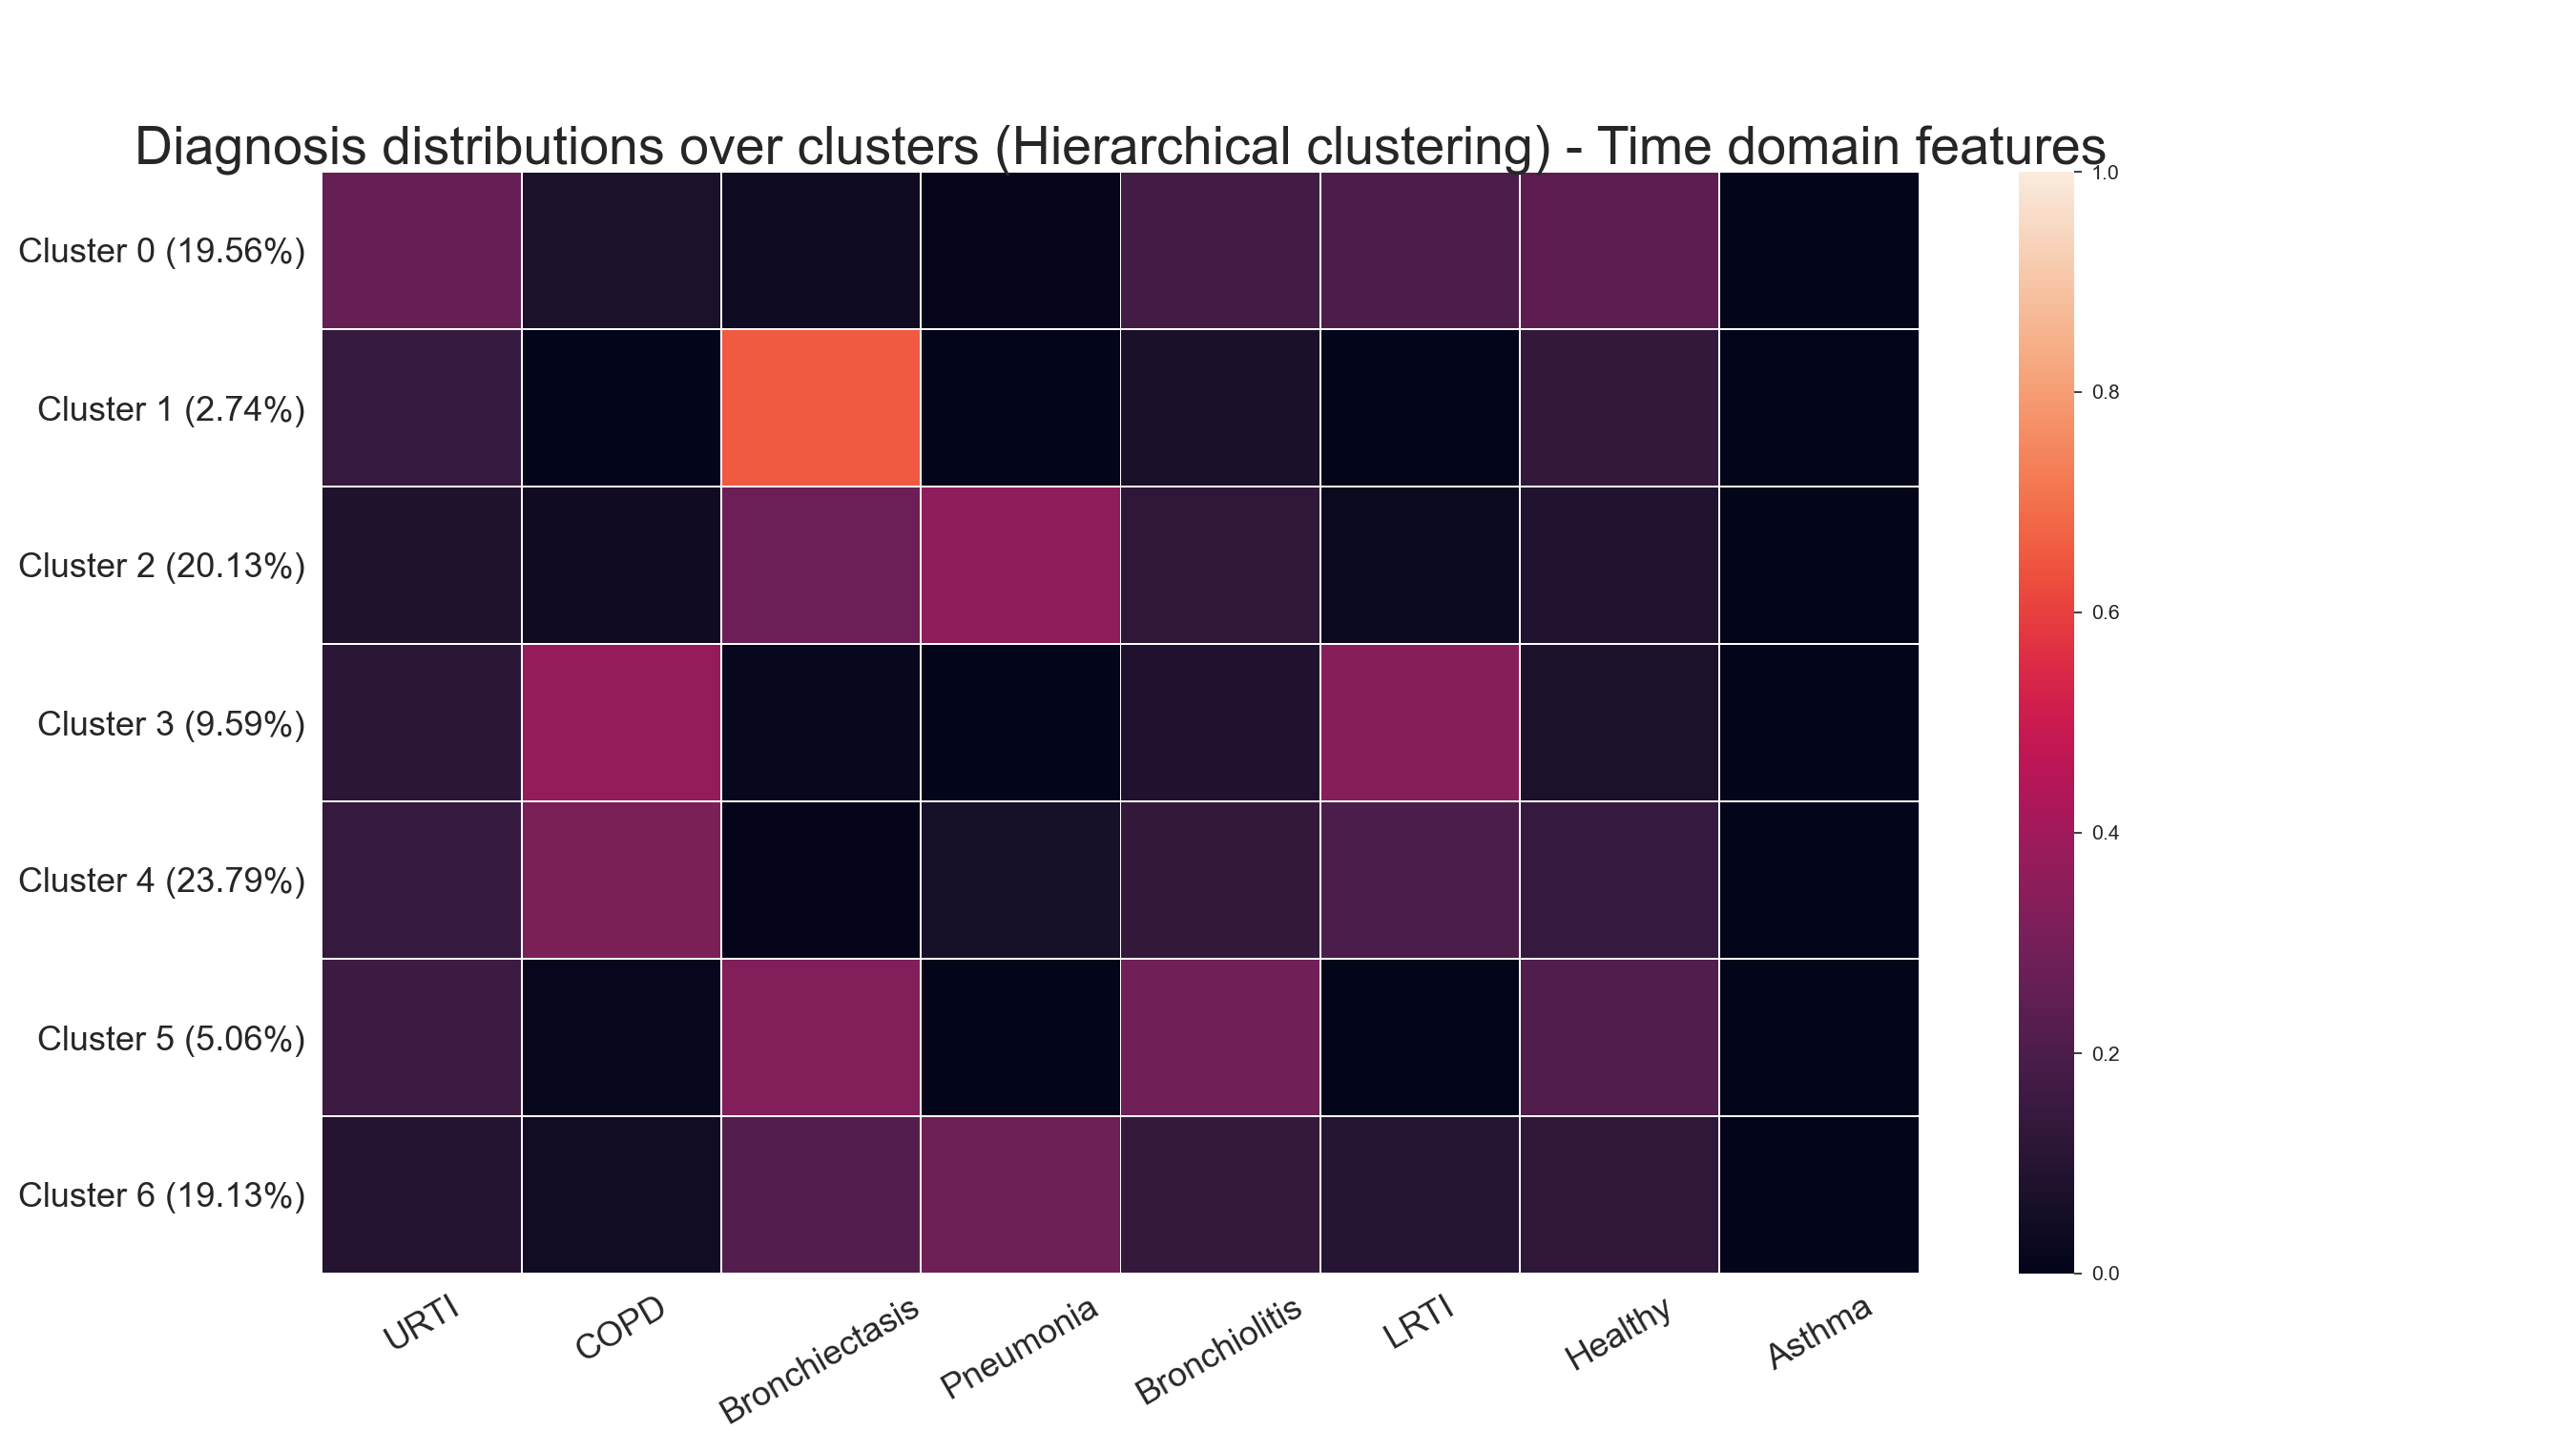 Diagnosis distributions over clusters (Hierarchical clustering) - Time domain features
Cluster 0 (19.56%)
Cluster 1 (2.74%)
Cluster 2 (20.13%)
Cluster 3 (9.59%)
Cluster 4 (23.79%)
Cluster 5 (5.06%)
Cluster 6 (19.13%)
URTI
COPD
Bronchiectasis
Pneumonia
Bronchiolitis
LRTI
Healthy
Asthma
1.0
0.8
0.6
0.4
0.2
0.0